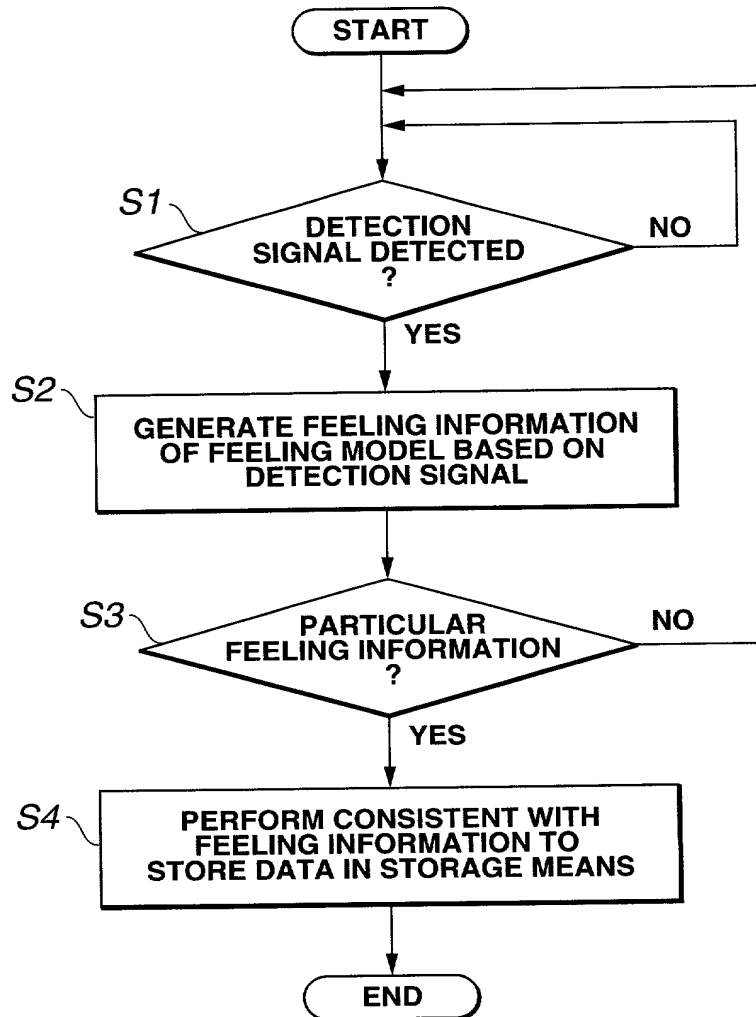 START
S1
DETECTION
SIGNAL DETECTED
?
NO
YES
S2
GENERATE FEELING INFORMATION
OF FEELING MODEL BASED ON
DETECTION SIGNAL
S3
PARTICULAR
FEELING INFORMATION
?
NO
YES
S4
PERFORM CONSISTENT WITH
FEELING INFORMATION TO
STORE DATA IN STORAGE MEANS
END